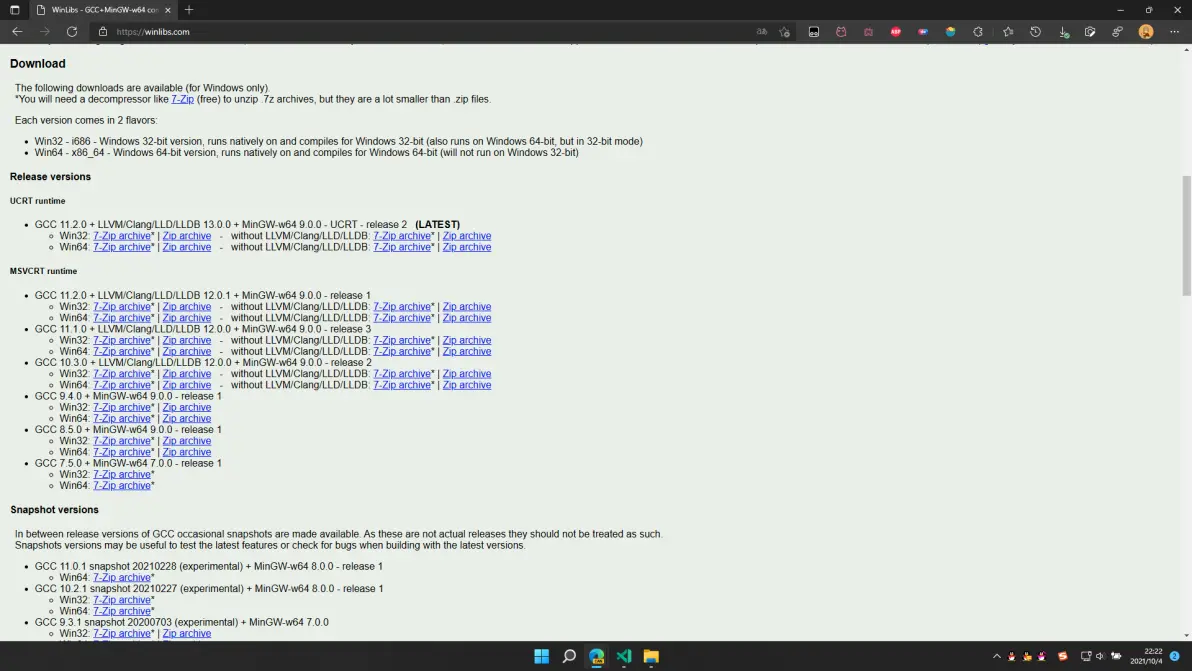 WinLibs - GCC+MinGW-w64 co
https://winlibs.com
Download
The following downloads are available (for Windows only).
*You will need a decompressor like 7-Zip (free) to unzip .7z archives, but they are a lot smaller than .zip files.
Each version comes in 2 flavors:
• Win32 - i686 - Windows 32-bit version, runs natively on and compiles for Windows 32-bit (also runs on Windows 64-bit, but in 32-bit mode)
• Win64 - x86_64 - Windows 64-bit version, runs natively on and compiles for Windows 64-bit (will not run on Windows 32-bit)
Release versions
UCRT runtime
• GCC 11.2.0 + LLVM/Clang/LLD/LLDB 13.0.0 + MinGW-w64 9.0.0 - UCRT - release 2 (LATEST)
Win32: 7-Zip archive* | Zip archive - without LLVM/Clang/LLD/LLDB: 7-Zip archive* | Zip archive
Win64: 7-Zip archive* | Zip archive - without LLVM/Clang/LLD/LLDB: 7-Zip archive* | Zip archive
MSVCRT runtime
• GCC 11.2.0 + LLVM/Clang/LLD/LLDB 12.0.1 + MinGW-w64 9.0.0 - release 1
Win32: 7-Zip archive* | Zip archive - without LLVM/Clang/LLD/LLDB: 7-Zip archive* | Zip archive
Win64: 7-Zip archive* | Zip archive - without LLVM/Clang/LLD/LLDB: 7-Zip archive* | Zip archive
• GCC 11.1.0 + LLVM/Clang/LLD/LLDB 12.0.0 + MinGW-w64 9.0.0 - release 3
Win32: 7-Zip archive* | Zip archive - without LLVM/Clang/LLD/LLDB: 7-Zip archive* | Zip archive
Win64: 7-Zip archive* | Zip archive - without LLVM/Clang/LLD/LLDB: 7-Zip archive* | Zip archive
• GCC 10.3.0 + LLVM/Clang/LLD/LLDB 12.0.0 + MinGW-w64 9.0.0 - release 2
Win32: 7-Zip archive* | Zip archive - without LLVM/Clang/LLD/LLDB: 7-Zip archive* | Zip archive
Win64: 7-Zip archive* | Zip archive - without LLVM/Clang/LLD/LLDB: 7-Zip archive* | Zip archive
• GCC 9.4.0 + MinGW-w64 9.0.0 - release 1
Win32: 7-Zip archive* | Zip archive
Win64: 7-Zip archive* | Zip archive
• GCC 8.5.0 + MinGW-w64 9.0.0 - release 1
Win32: 7-Zip archive* | Zip archive
Win64: 7-Zip archive* | Zip archive
• GCC 7.5.0 + MinGW-w64 7.0.0 - release 1
Win32: 7-Zip archive*
Win64: 7-Zip archive*
Snapshot versions
In between release versions of GCC occasional snapshots are made available. As these are not actual releases they should not be treated as such.
Snapshots versions may be useful to test the latest features or check for bugs when building with the latest versions.
• GCC 11.0.1 snapshot 20210228 (experimental) + MinGW-w64 8.0.0 - release 1
Win64: 7-Zip archive*
• GCC 10.2.1 snapshot 20210227 (experimental) + MinGW-w64 8.0.0 - release 1
Win32: 7-Zip archive*
Win64: 7-Zip archive*
• GCC 9.3.1 snapshot 20200703 (experimental) + MinGW-w64 7.0.0
Win32: 7-Zip archive* | Zip archive
22:22
2021/10/4
2